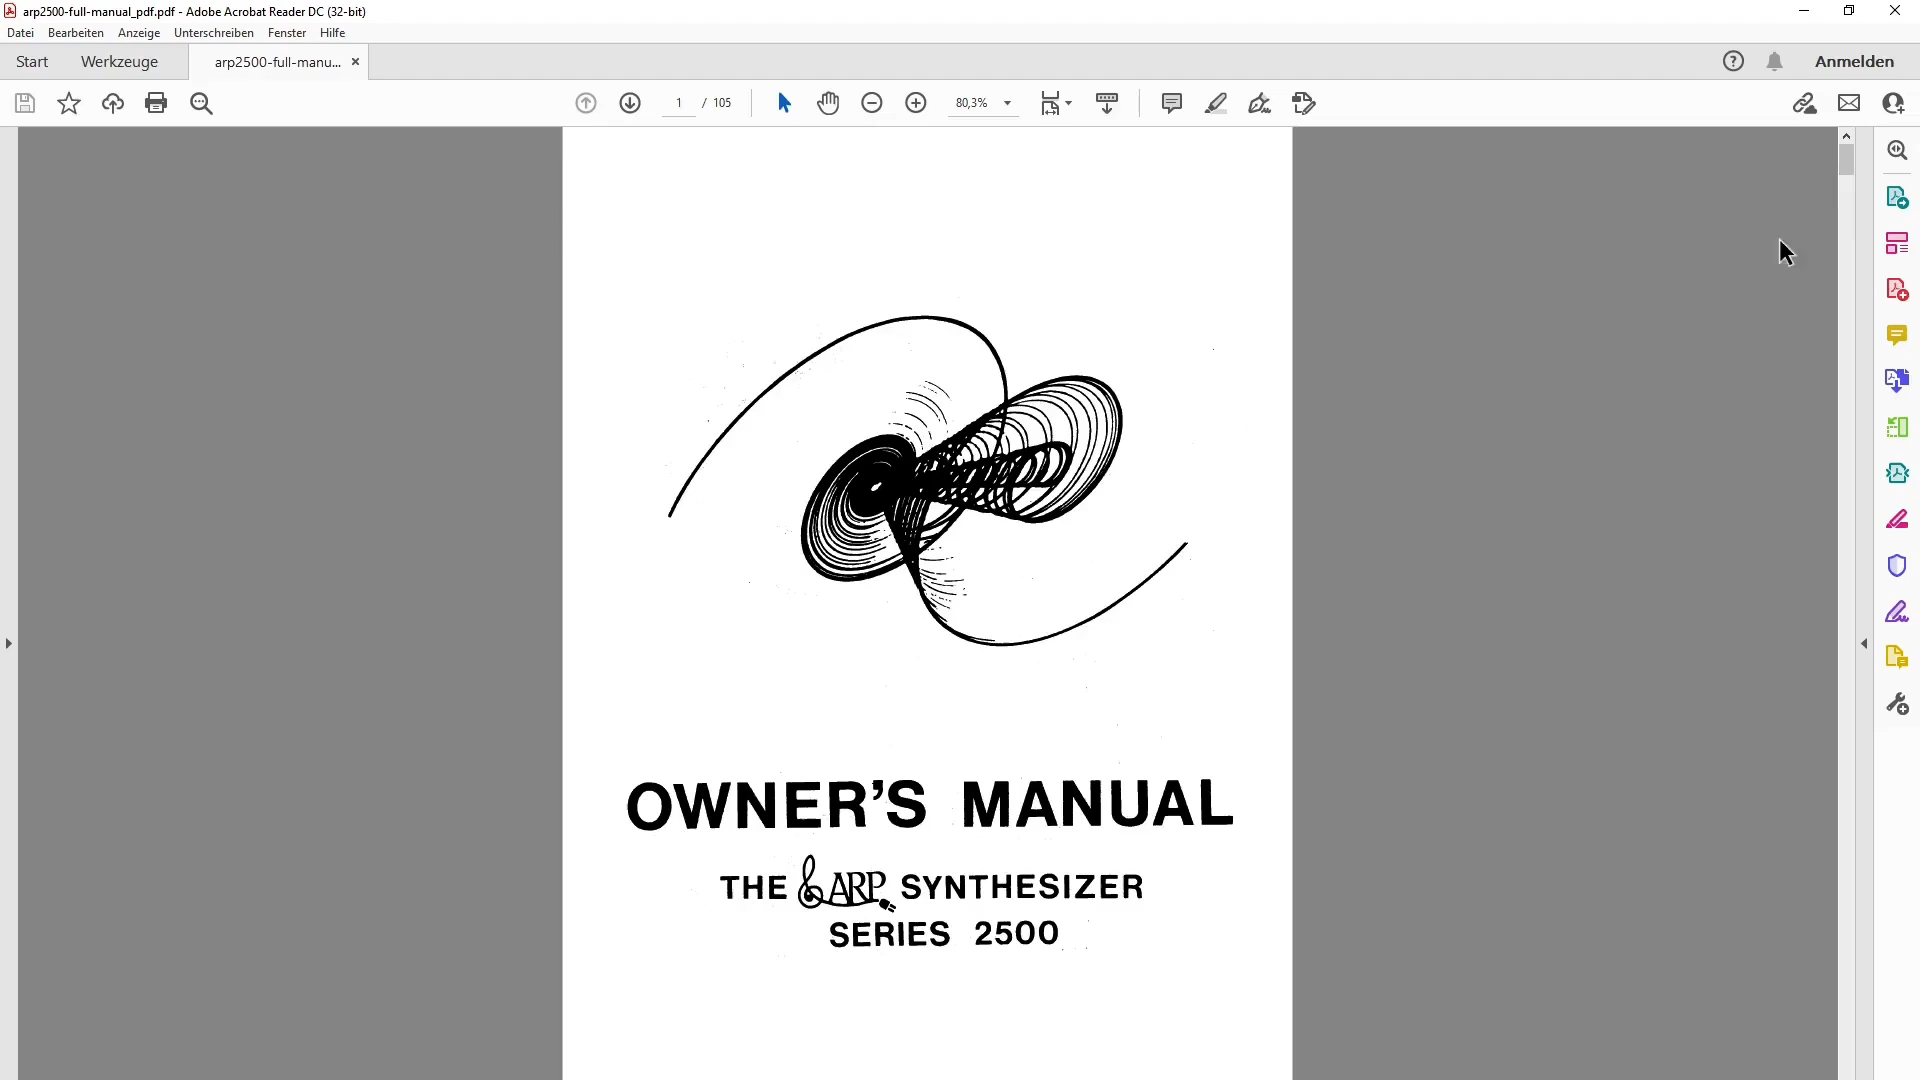 arp2500-full-manual_pdf.pdf - Adobe Acrobat Reader DC (32-bit)
Datei Bearbeiten Anzeige Unterschreiben Fenster Hilfe
Start Werkzeuge arp2500-full-manu... Anmelden
1 / 105 80,3%
OWNER'S MANUAL
THE ARP SYNTHESIZER
SERIES 2500